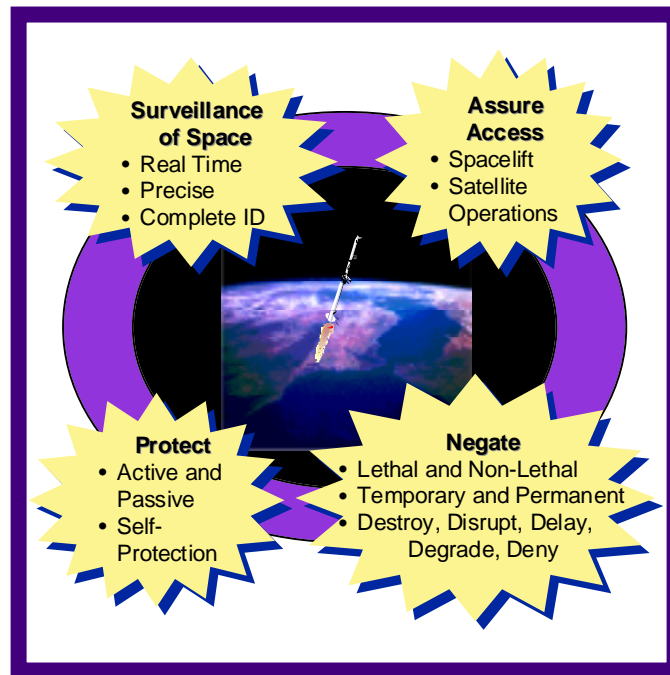 Surveillance
of Space
• Real Time
• Precise
• Complete ID
Assure
Access
• Spacelift
• Satellite
Operations
Protect
• Active and
Passive
• Self-
Protection
Negate
• Lethal and Non-Lethal
• Temporary and Permanent
• Destroy, Disrupt, Delay,
Degrade, Deny